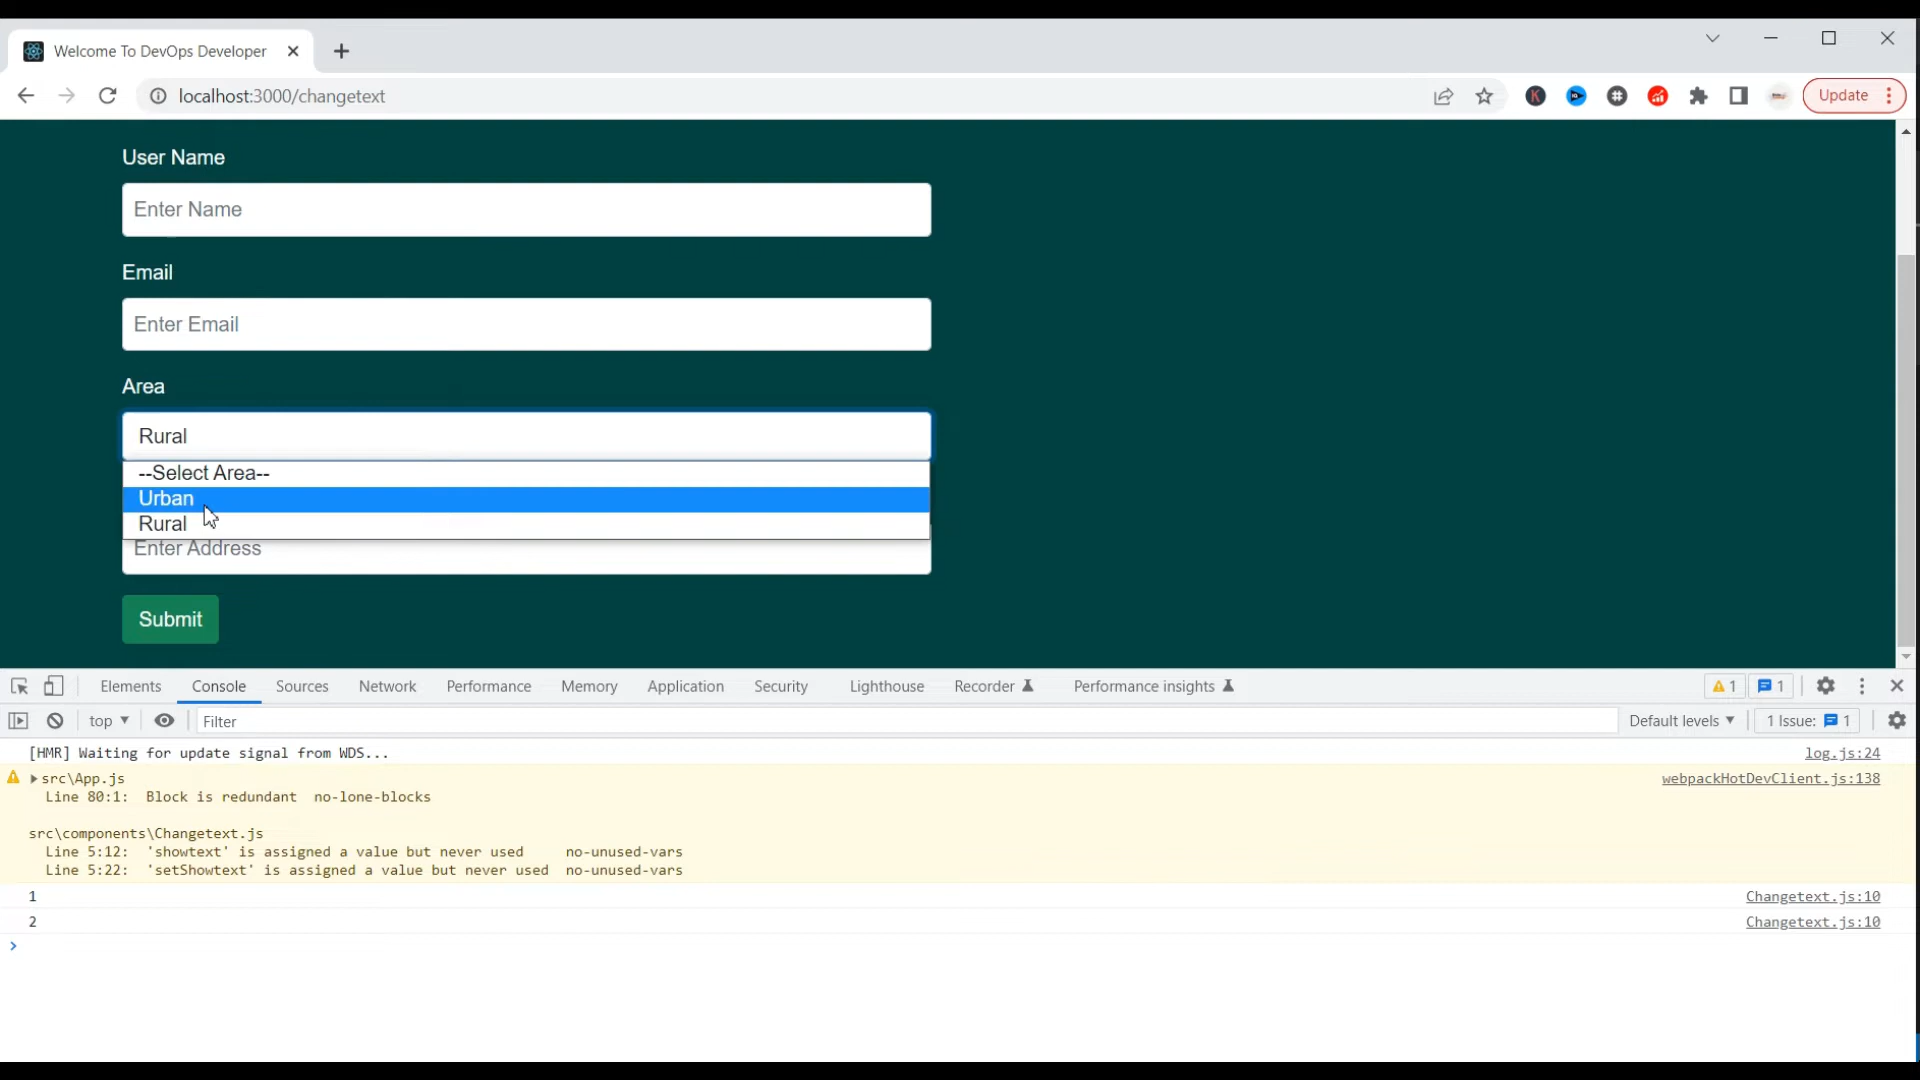 Welcome To DevOps Developer
localhost:3000/changetext
Update
User Name
Enter Name
Email
Enter Email
Area
Rural
--Select Area--
Urban
Rural
Enter Address
Submit
Elements Console Sources Network Performance Memory Application Security Lighthouse Recorder Performance insights 1 1
top Filter Default levels 1 Issue: 1
[HMR] Waiting for update signal from WDS... log.js:24
src\App.js webpackHotDevClient.js:138
Line 80:1: Block is redundant no-lone-blocks
src\components\Changetext.js
Line 5:12: 'showtext' is assigned a value but never used no-unused-vars
Line 5:22: 'setShowtext' is assigned a value but never used no-unused-vars
1 Changetext.js:10
2 Changetext.js:10